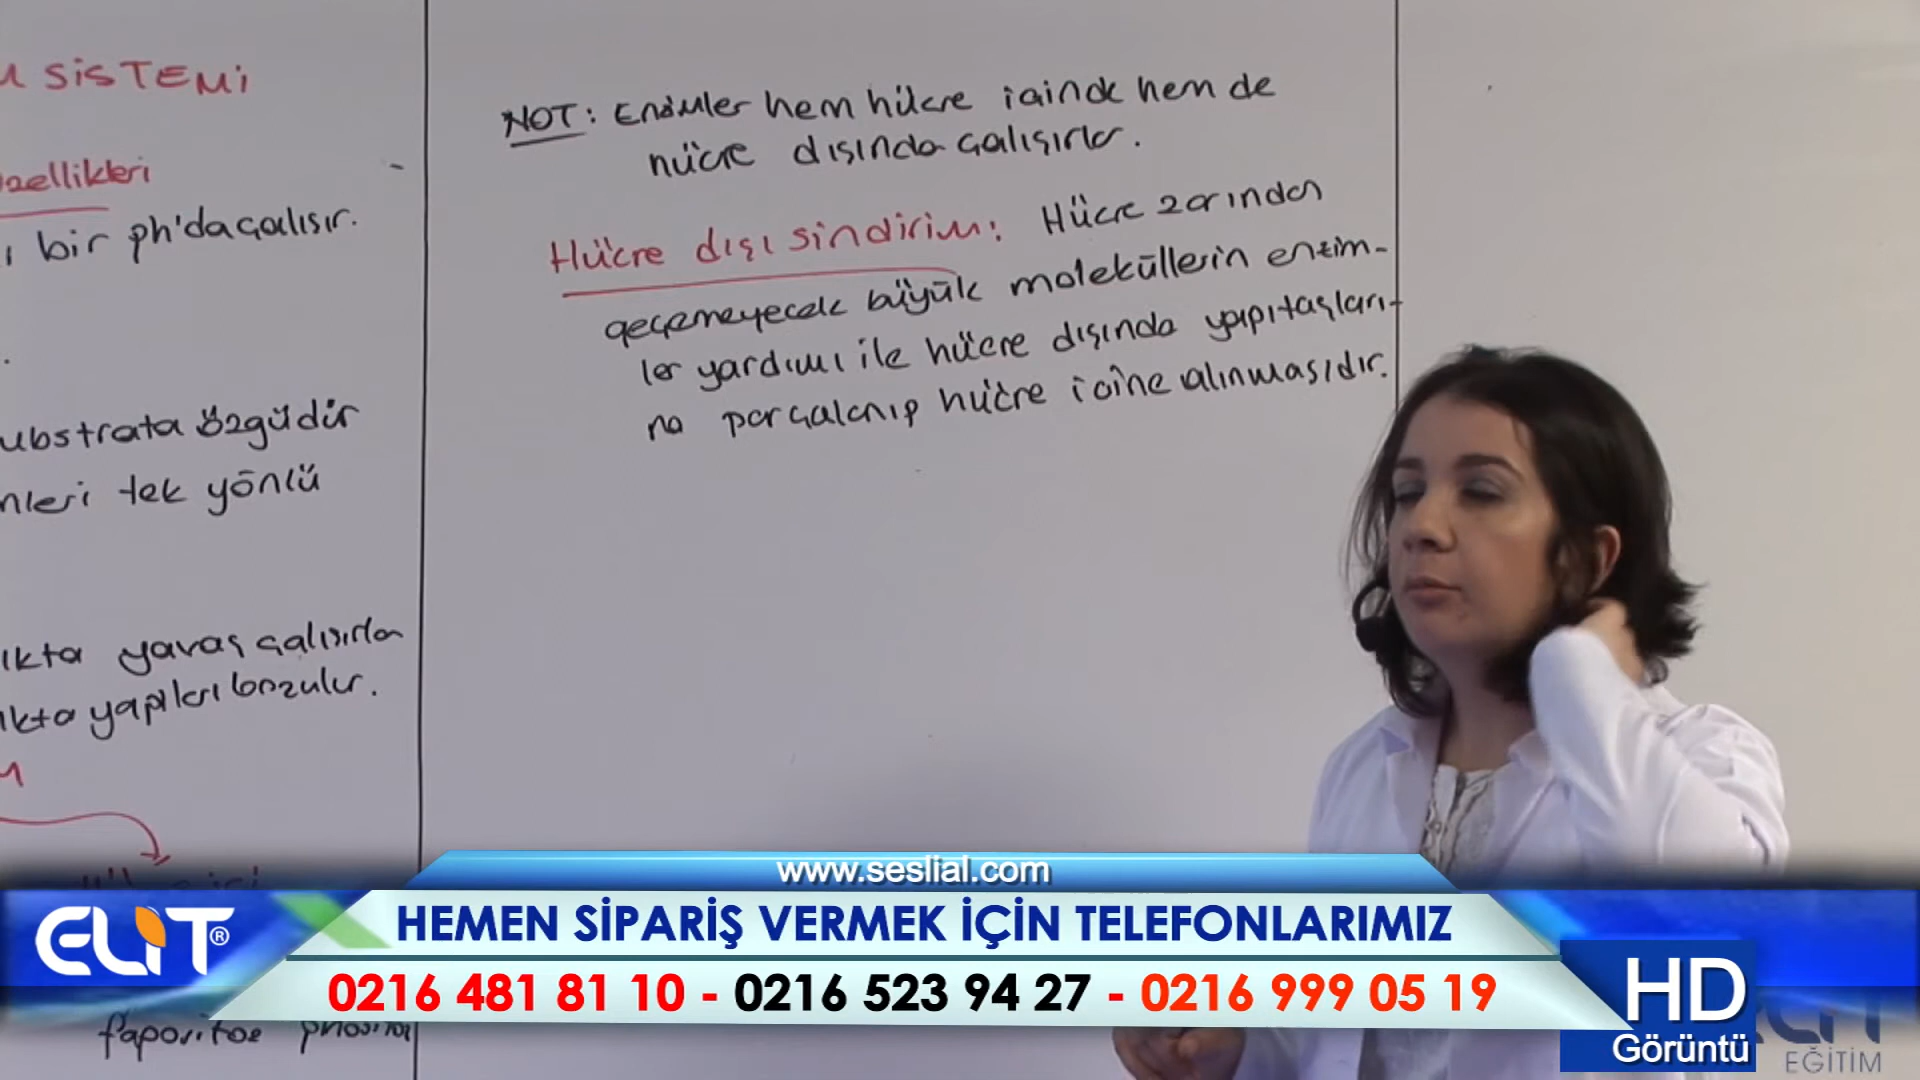 SİSTEMİ
özellikleri
bir ph'da çalışır.
substrata özgüdür
tek yönlü
yavaş çalışırlar
yapıları bozulur.
NOT: Enzimler hem hücre içinde hem de
hücre dışında çalışırlar.
Hücre dışı sindirim: Hücre zarından
geçemeyecek büyük moleküllerin enzim-
ler yardımı ile hücre dışında yapıtaşları-
na parçalanıp hücre içine alınmasıdır.
www.seslial.com
ELİT®
HEMEN SİPARİŞ VERMEK İÇİN TELEFONLARIMIZ
0216 481 81 10 - 0216 523 94 27 - 0216 999 05 19
HD
Görüntü
EĞİTİM